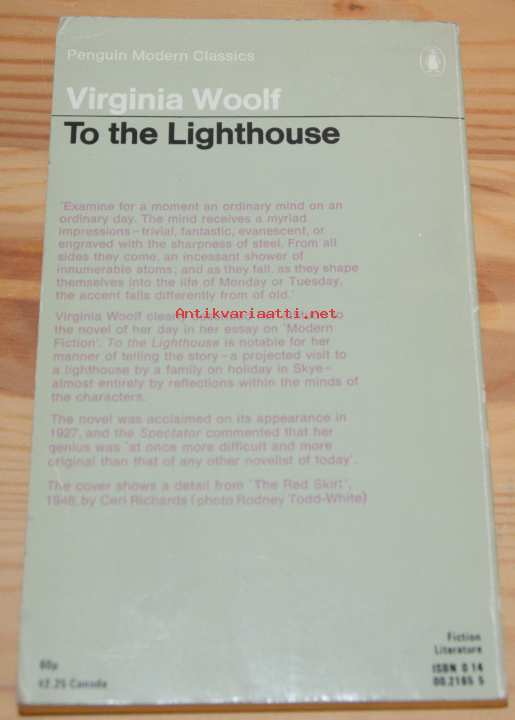 Penguin Modern Classics
Virginia Woolf
To the Lighthouse
'Examine for a moment an ordinary mind on an
ordinary day. The mind receives a myriad
impressions – trivial, fantastic, evanescent, or
engraved with the sharpness of steel. From all
sides they come, an incessant shower of
innumerable atoms; and as they fall, as they shape
themselves into the life of Monday or Tuesday,
the accent falls differently from of old.'
Antikvariaatti.net
Virginia Woolf to
the novel of her day in her essay on 'Modern
Fiction'. To the Lighthouse is notable for her
manner of telling the story – a projected visit to
a lighthouse by a family on holiday in Skye –
almost entirely by reflections within the minds of
the characters.
The novel was acclaimed on its appearance in
1927, and the Spectator commented that her
genius was 'at once more difficult and more
original than that of any other novelist of today'.
The cover shows a detail from 'The Red Skirt',
1948, by Ceri Richards (photo Rodney Todd-White)
Fiction
Literature
60p
$2.25 Canada
ISBN 0 14
00.2165 5